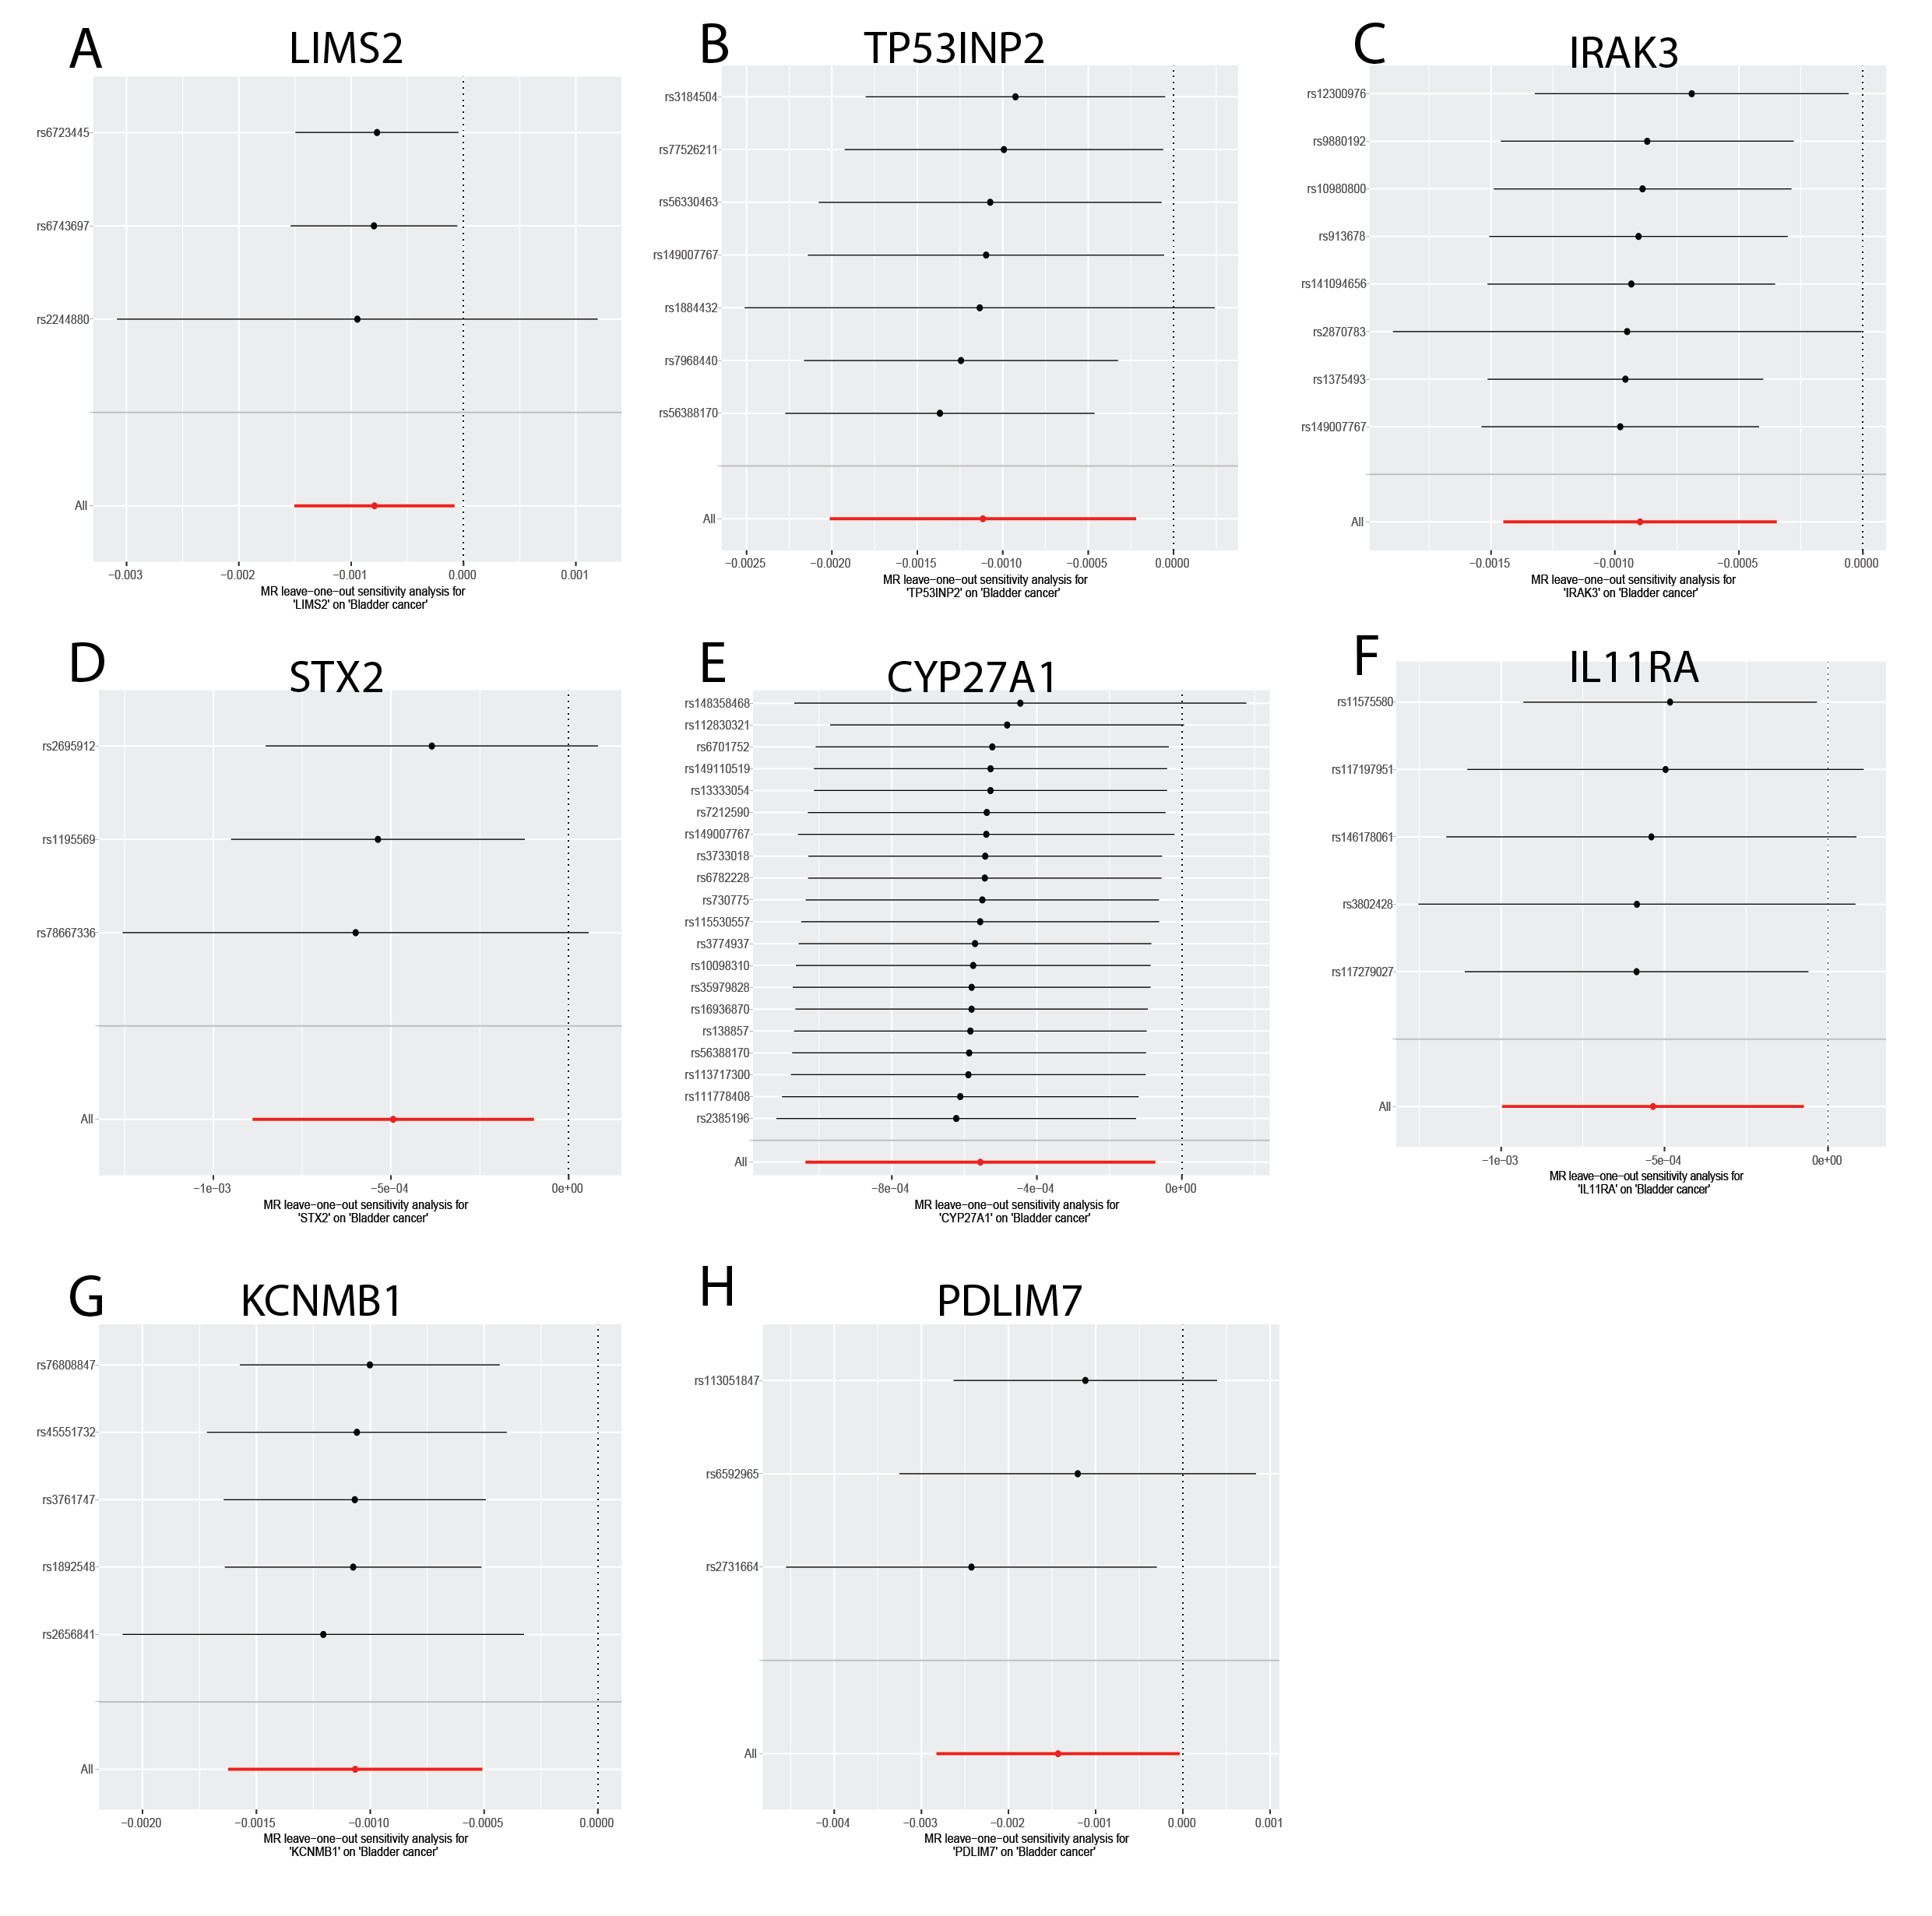 A
LIMS2
rs6723445
rs6743697
rs2244880
All
−0.003
−0.002
−0.001
0.000
0.001
MR leave−one−out sensitivity analysis for
'LIMS2' on 'Bladder cancer'
B
TP53INP2
rs3184504
rs77526211
rs56330463
rs149007767
rs1884432
rs7968440
rs56388170
All
−0.0025
−0.0020
−0.0015
−0.0010
−0.0005
0.0000
MR leave−one−out sensitivity analysis for
'TP53INP2' on 'Bladder cancer'
C
IRAK3
rs12300976
rs9880192
rs10980800
rs913678
rs141094656
rs2870783
rs1375493
rs149007767
All
−0.0015
−0.0010
−0.0005
0.0000
MR leave−one−out sensitivity analysis for
'IRAK3' on 'Bladder cancer'
D
STX2
rs2695912
rs1195569
rs78667336
All
−1e−03
−5e−04
0e+00
MR leave−one−out sensitivity analysis for
'STX2' on 'Bladder cancer'
E
CYP27A1
rs148358468
rs112830321
rs6701752
rs149110519
rs13333054
rs7212590
rs149007767
rs3733018
rs6782228
rs730775
rs115530557
rs3774937
rs10098310
rs35979828
rs16936870
rs138857
rs56388170
rs113717300
rs111778408
rs2385196
All
−8e−04
−4e−04
0e+00
MR leave−one−out sensitivity analysis for
'CYP27A1' on 'Bladder cancer'
F
IL11RA
rs11575580
rs117197951
rs146178061
rs3802428
rs117279027
All
−1e−03
−5e−04
0e+00
MR leave−one−out sensitivity analysis for
'IL11RA' on 'Bladder cancer'
G
KCNMB1
rs76808847
rs45551732
rs3761747
rs1892548
rs2656841
All
−0.0020
−0.0015
−0.0010
−0.0005
0.0000
MR leave−one−out sensitivity analysis for
'KCNMB1' on 'Bladder cancer'
H
PDLIM7
rs113051847
rs6592965
rs2731664
All
−0.004
−0.003
−0.002
−0.001
0.000
0.001
MR leave−one−out sensitivity analysis for
'PDLIM7' on 'Bladder cancer'